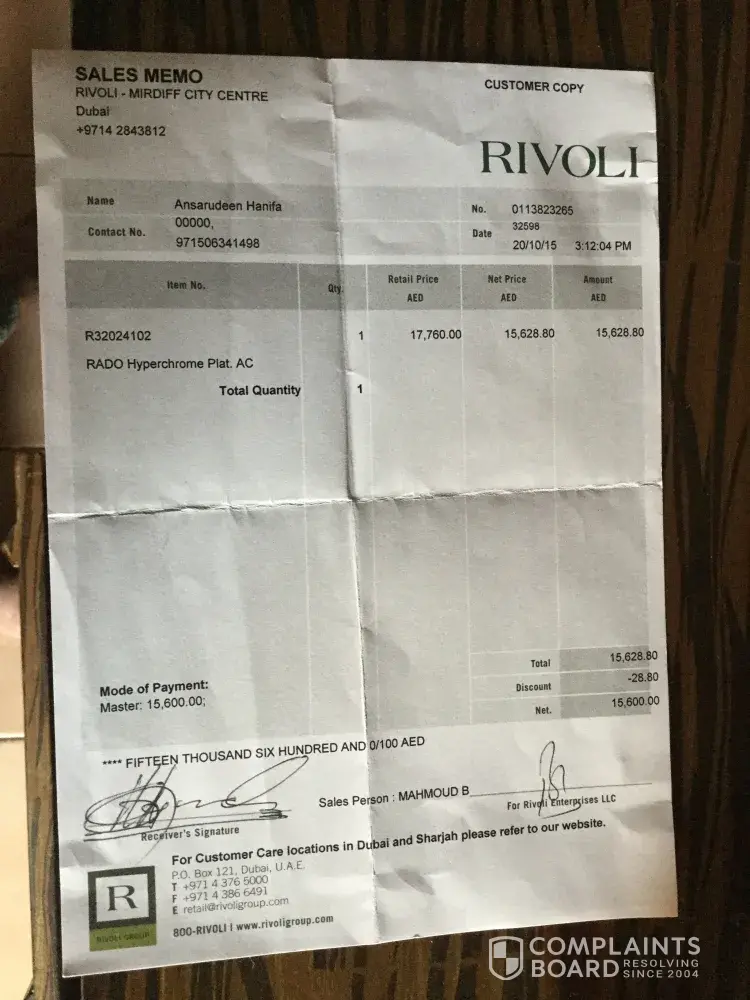 SALES MEMO
RIVOLI - MIRDIFF CITY CENTRE
Dubai
+9714 2843812
CUSTOMER COPY
RIVOLI
Name Ansarudeen Hanifa
Contact No. 00000,
971506341498
No. 0113823265
32598
Date 20/10/15 3:12:04 PM
Item No. Qty. Retail Price AED Net Price AED Amount AED
R32024102 1 17,760.00 15,628.80 15,628.80
RADO Hyperchrome Plat. AC
Total Quantity 1
Total 15,628.80
Discount -28.80
Net. 15,600.00
Mode of Payment:
Master: 15,600.00;
**** FIFTEEN THOUSAND SIX HUNDRED AND 0/100 AED
Receiver's Signature
Sales Person : MAHMOUD B
For Rivoli Enterprises LLC
For Customer Care locations in Dubai and Sharjah please refer to our website.
P.O. Box 121, Dubai, U.A.E.
T +971 4 376 5000
F +971 4 386 6491
E retail@rivoligroup.com
800-RIVOLI I www.rivoligroup.com
R
RIVOLI GROUP
COMPLAINTS
BOARD RESOLVING
SINCE 2004